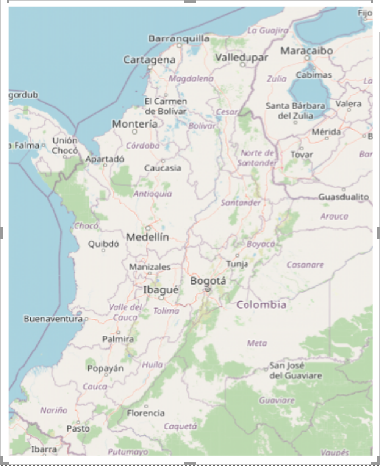 Fijo
La Guajira
Barranquilla
Maracaibo
Cartagena
Valledupar
Cabimas
Magdalena
Zulia
El Carmen
de Bolívar
Cesar
Santa Bárbara
del Zulia
Valera
gordub
Montería
Bolívar
Mérida
B
a Palma
Unión
Chocó
Córdoba
Norte de
Santander
Tovar
Apartadó
Caucasia
Antioquia
Santander
Guasdualito
Arauca
Chocó
Quibdó
Medellín
Boyacá
Tunja
Casanare
Manizales
Ibagué
Bogotá
Colombia
Valle del
Cauca
Tolima
Buenaventura
Palmira
Meta
Huila
Popayán
San José
del Guaviare
Cauca
Guaviare
Nariño
Florencia
Pasto
Caqueta
Ibarra
Putumayo
Vaupés